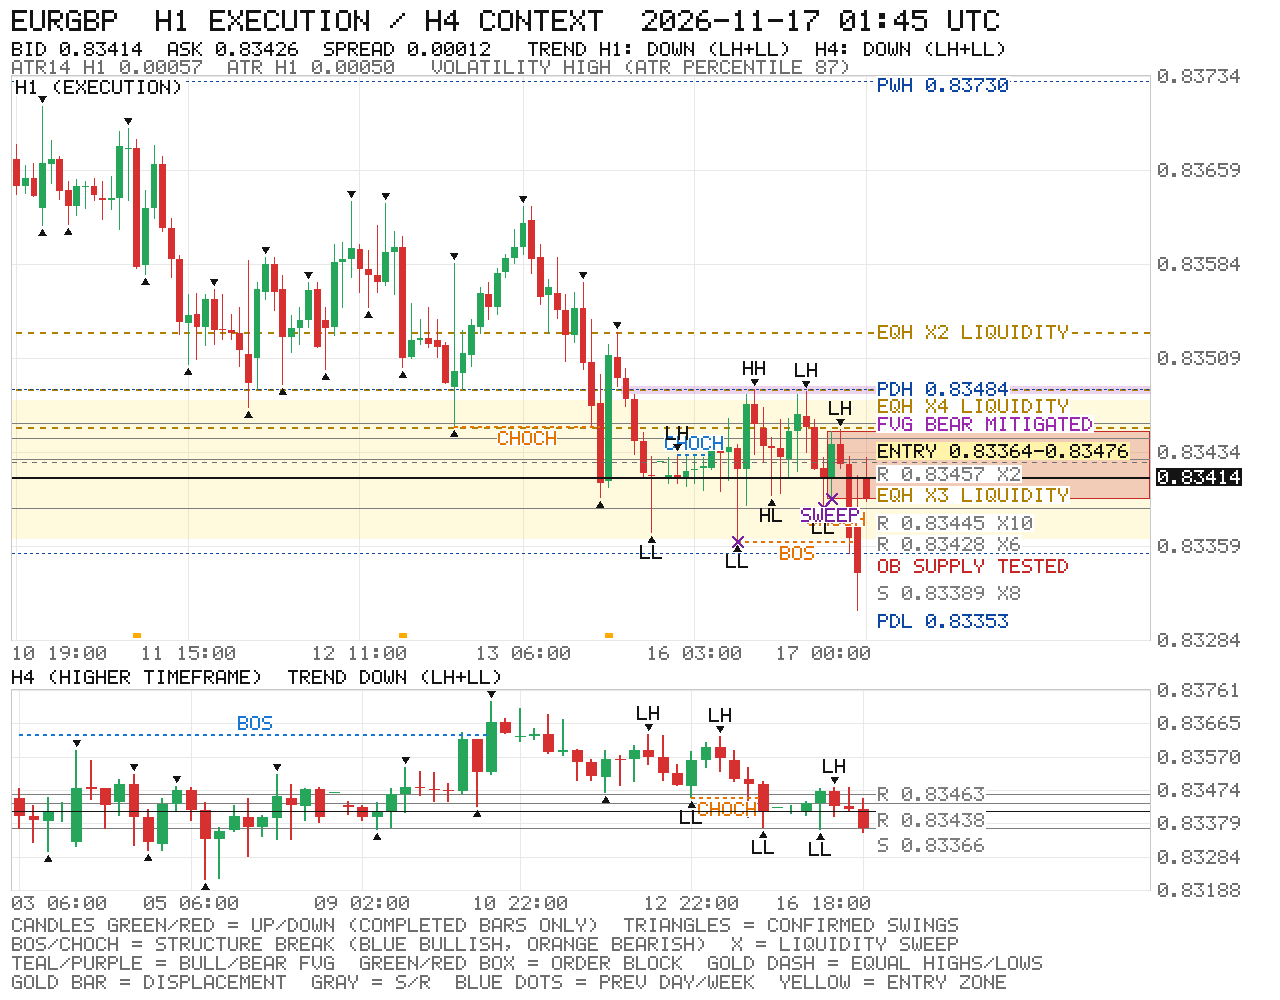 EURGBP  H1 EXECUTION / H4 CONTEXT  2026-11-17 01:45 UTC
BID 0.83414  ASK 0.83426  SPREAD 0.00012   TREND H1: DOWN (LH+LL)  H4: DOWN (LH+LL)
ATR14 H1 0.00057  ATR H1 0.00050   VOLATILITY HIGH (ATR PERCENTILE 87)
0.83734
H1 (EXECUTION)
PWH 0.83730
0.83659
0.83584
EQH X2 LIQUIDITY
0.83509
HH
LH
PDH 0.83484
EQH X4 LIQUIDITY
LH
FVG BEAR MITIGATED
LH
CHOCH
CHOCH
ENTRY 0.83364-0.83476
0.83434
R 0.83457 X2
0.83414
EQH X3 LIQUIDITY
HL
SWEEP
LL
R 0.83445 X10
R 0.83428 X6
0.83359
LL
LL
BOS
OB SUPPLY TESTED
S 0.83389 X8
PDL 0.83353
0.83284
10 19:00
11 15:00
12 11:00
13 06:00
16 03:00
17 00:00
H4 (HIGHER TIMEFRAME)  TREND DOWN (LH+LL)
0.83761
BOS
LH
LH
0.83665
0.83570
LH
0.83474
R 0.83463
CHOCH
LL
R 0.83438
0.83379
LL
LL
S 0.83366
0.83284
0.83188
03 06:00
05 06:00
09 02:00
10 22:00
12 22:00
16 18:00
CANDLES GREEN/RED = UP/DOWN (COMPLETED BARS ONLY)  TRIANGLES = CONFIRMED SWINGS
BOS/CHOCH = STRUCTURE BREAK (BLUE BULLISH, ORANGE BEARISH)  X = LIQUIDITY SWEEP
TEAL/PURPLE = BULL/BEAR FVG  GREEN/RED BOX = ORDER BLOCK  GOLD DASH = EQUAL HIGHS/LOWS
GOLD BAR = DISPLACEMENT  GRAY = S/R  BLUE DOTS = PREV DAY/WEEK  YELLOW = ENTRY ZONE